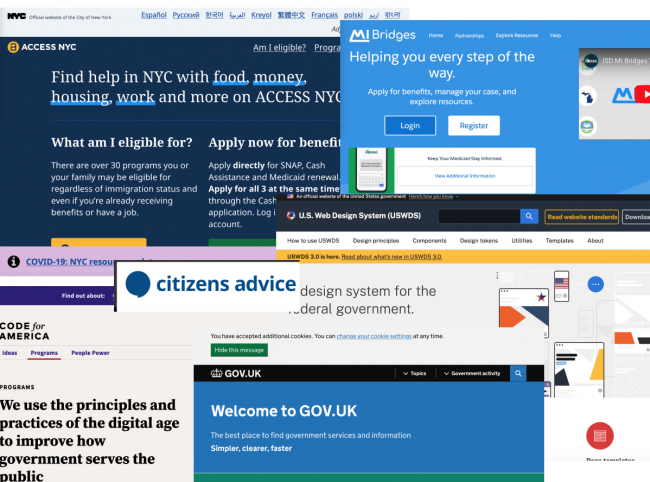 NYC Official website of the City of New York
Español Русский 한국어 العربية Kreyol 繁體中文 Français polski اردو বাংলা
ACCESS NYC
Am I eligible?
Find help in NYC with food, money,
housing, work and more on ACCESS NYC
What am I eligible for?
There are over 30 programs you or
your family may be eligible for
regardless of immigration status and
even if you're already receiving
benefits or have a job.
Apply now for
Apply directly for SNAP, Cash
Assistance and Medicaid renewal.
Apply for all 3 at the same time
through the Cash
application. Log i
account.
COVID-19: NYC
MI Bridges
Home Partnerships Explore Resources Help
Helping you every step of the
way.
Apply for benefits, manage your case, and
explore resources.
Login Register
ISD MI Bridges
Keep Your Medicaid Stay Informed.
View Additional Information
An official website of the United States government Here's how you know
U.S. Web Design System (USWDS)
Read website standards
How to use USWDS Design principles Components Design tokens Utilities Templates About
USWDS 3.0 is here. Read about what's new in USWDS 3.0.
design system for the
federal government.
citizens advice
Find out about:
CODE for
AMERICA
Ideas Programs People Power
PROGRAMS
We use the principles and
practices of the digital age
to improve how
government serves the
public
You have accepted additional cookies. You can change your cookie settings at any time.
Hide this message
GOV.UK
Topics Government activity
Welcome to GOV.UK
The best place to find government services and information
Simpler, clearer, faster